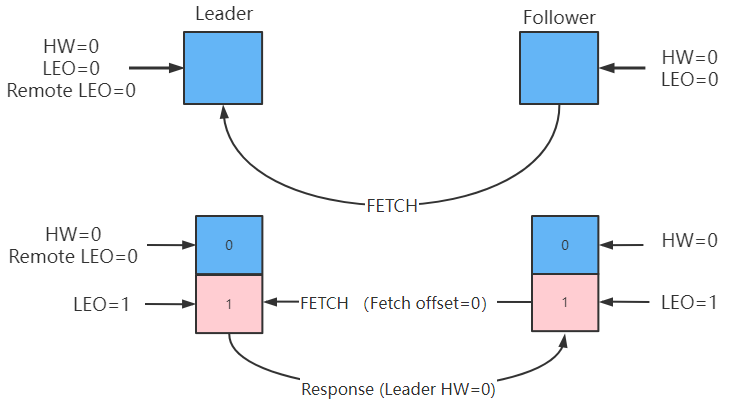 Leader
Follower
HW=0
LEO=0
Remote LEO=0
HW=0
LEO=0
FETCH
HW=0
Remote LEO=0
0
0
HW=0
LEO=1
1
FETCH （Fetch offset=0）
1
LEO=1
Response (Leader HW=0)